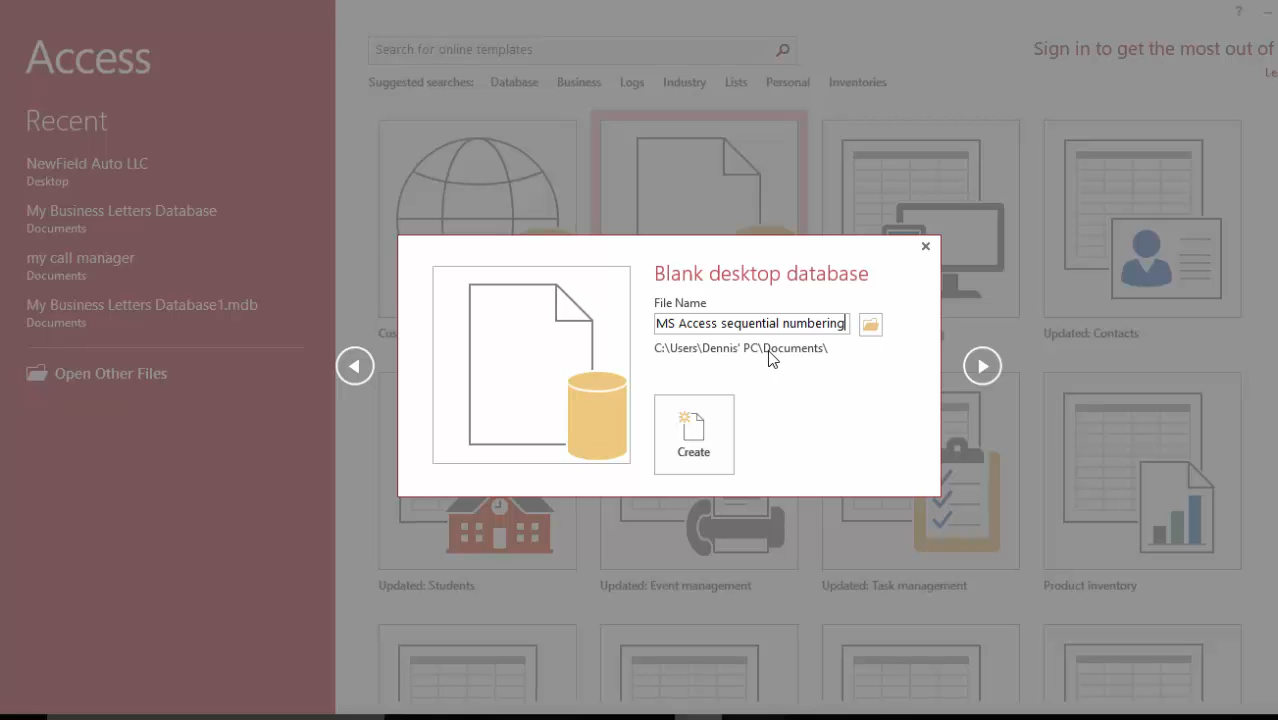 Access
Recent
NewField Auto LLC
Desktop
My Business Letters Database
Documents
my call manager
Documents
My Business Letters Database1.mdb
Documents
Open Other Files
?
Sign in to get the most out of
Le
Search for online templates
Suggested searches: Database Business Logs Industry Lists Personal Inventories
Blank desktop database
File Name
MS Access sequential numbering
C:\Users\Dennis' PC\Documents\
Create
Cus
g
Updated: Contacts
Updated: Students
Updated: Event management
Updated: Task management
Product inventory